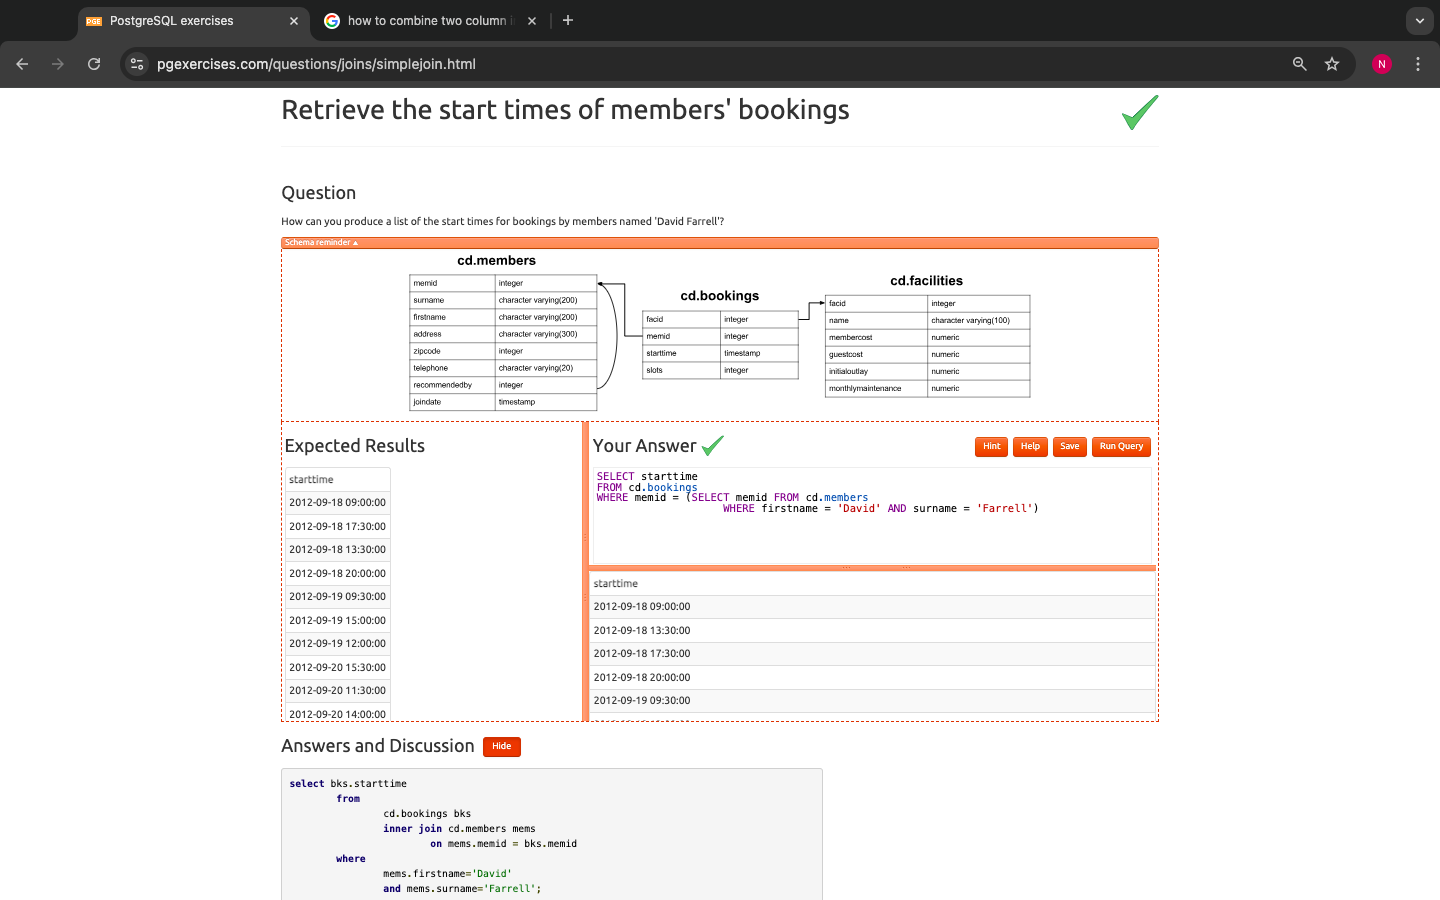 PGE PostgreSQL exercises
how to combine two column i
pgexercises.com/questions/joins/simplejoin.html
N
Retrieve the start times of members' bookings
Question
How can you produce a list of the start times for bookings by members named 'David Farrell'?
Schema reminder
cd.members
memid integer
surname character varying(200)
firstname character varying(200)
address character varying(300)
zipcode integer
telephone character varying(20)
recommendedby integer
joindate timestamp
cd.bookings
facid integer
memid integer
starttime timestamp
slots integer
cd.facilities
facid integer
name character varying(100)
membercost numeric
guestcost numeric
initialoutlay numeric
monthlymaintenance numeric
Expected Results
starttime
2012-09-18 09:00:00
2012-09-18 17:30:00
2012-09-18 13:30:00
2012-09-18 20:00:00
2012-09-19 09:30:00
2012-09-19 15:00:00
2012-09-19 12:00:00
2012-09-20 15:30:00
2012-09-20 11:30:00
2012-09-20 14:00:00
Your Answer
Hint Help Save Run Query
SELECT starttime
FROM cd.bookings
WHERE memid = (SELECT memid FROM cd.members
WHERE firstname = 'David' AND surname = 'Farrell')
starttime
2012-09-18 09:00:00
2012-09-18 13:30:00
2012-09-18 17:30:00
2012-09-18 20:00:00
2012-09-19 09:30:00
Answers and Discussion Hide
select bks.starttime
from
cd.bookings bks
inner join cd.members mems
on mems.memid = bks.memid
where
mems.firstname='David'
and mems.surname='Farrell';